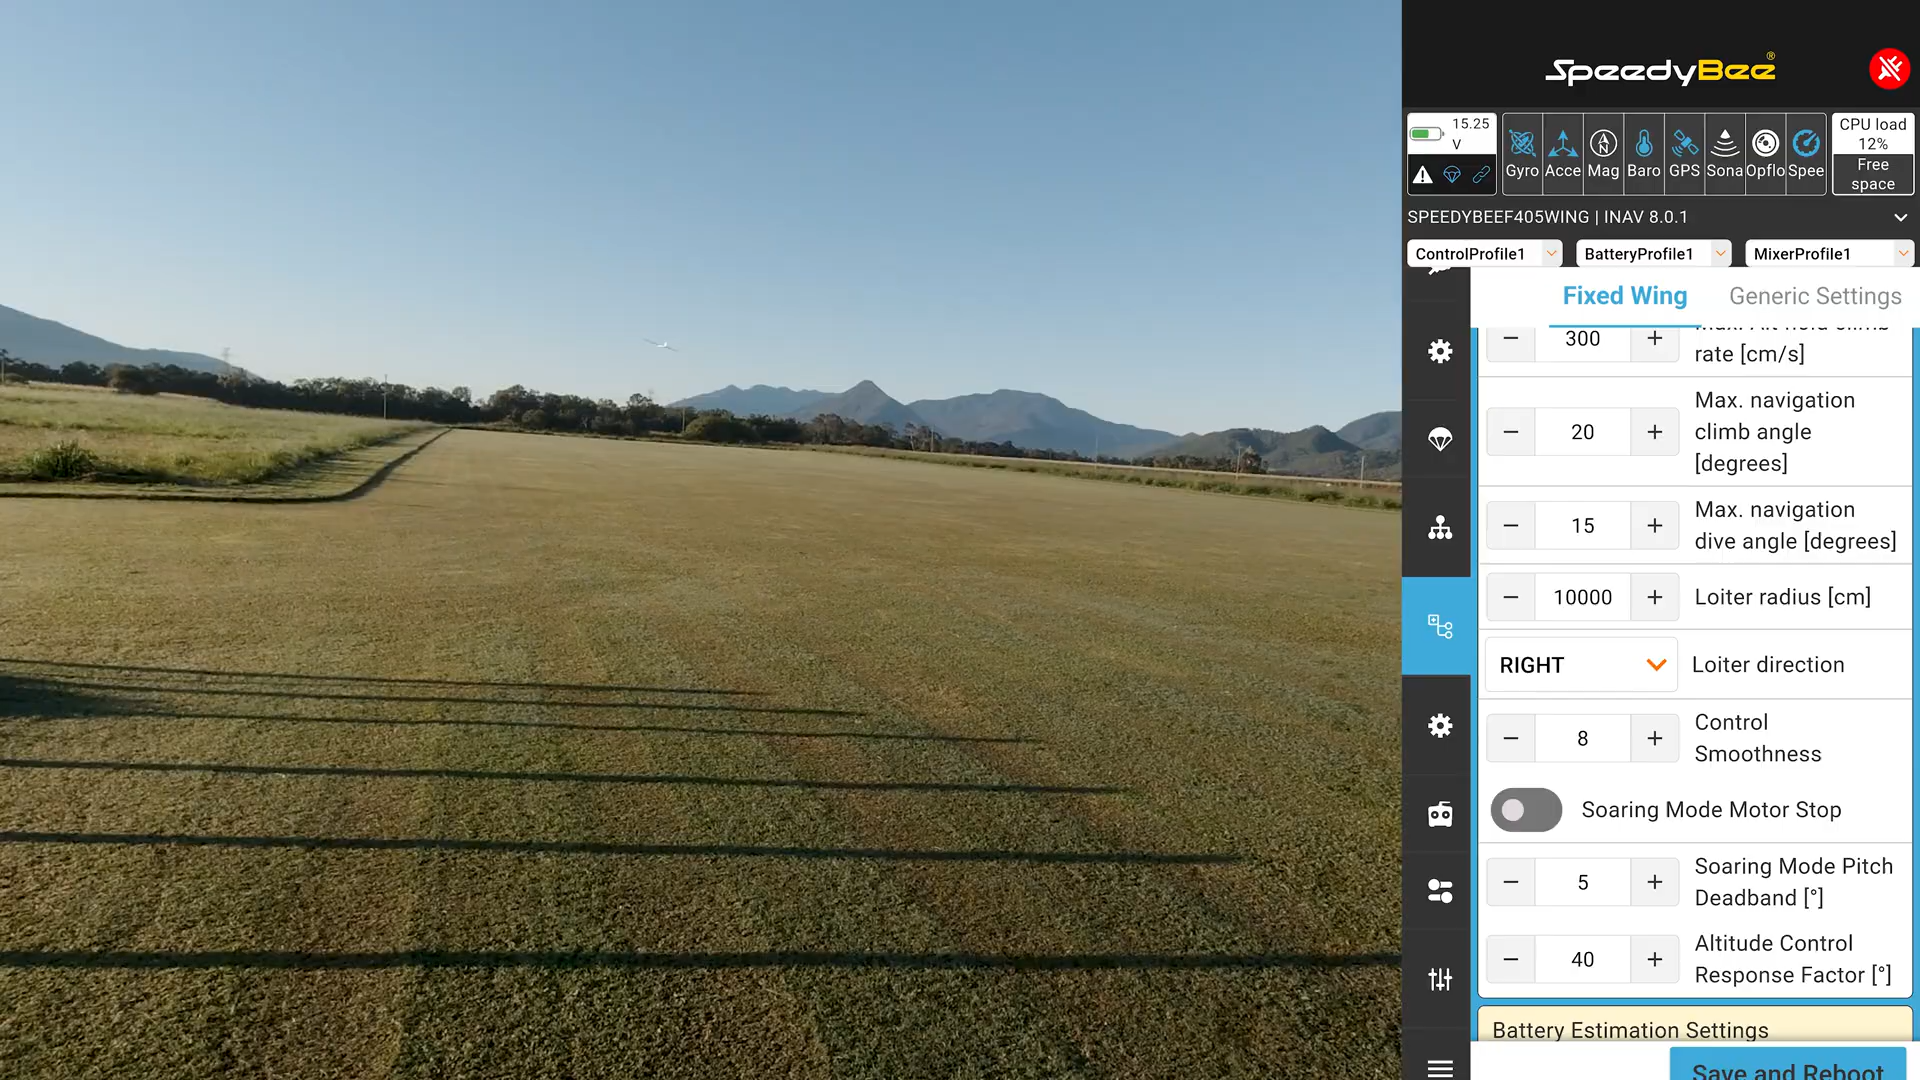 SpeedyBee®
15.25
V
Gyro
Acce
Mag
Baro
GPS
Sona
Opflo
Spee
CPU load
12%
Free
space
SPEEDYBEEF405WING | INAV 8.0.1
ControlProfile1
BatteryProfile1
MixerProfile1
Fixed Wing
Generic Settings
300
rate [cm/s]
20
Max. navigation
climb angle
[degrees]
15
Max. navigation
dive angle [degrees]
10000
Loiter radius [cm]
RIGHT
Loiter direction
8
Control
Smoothness
Soaring Mode Motor Stop
5
Soaring Mode Pitch
Deadband [°]
40
Altitude Control
Response Factor [°]
Battery Estimation Settings
Save and Reboot